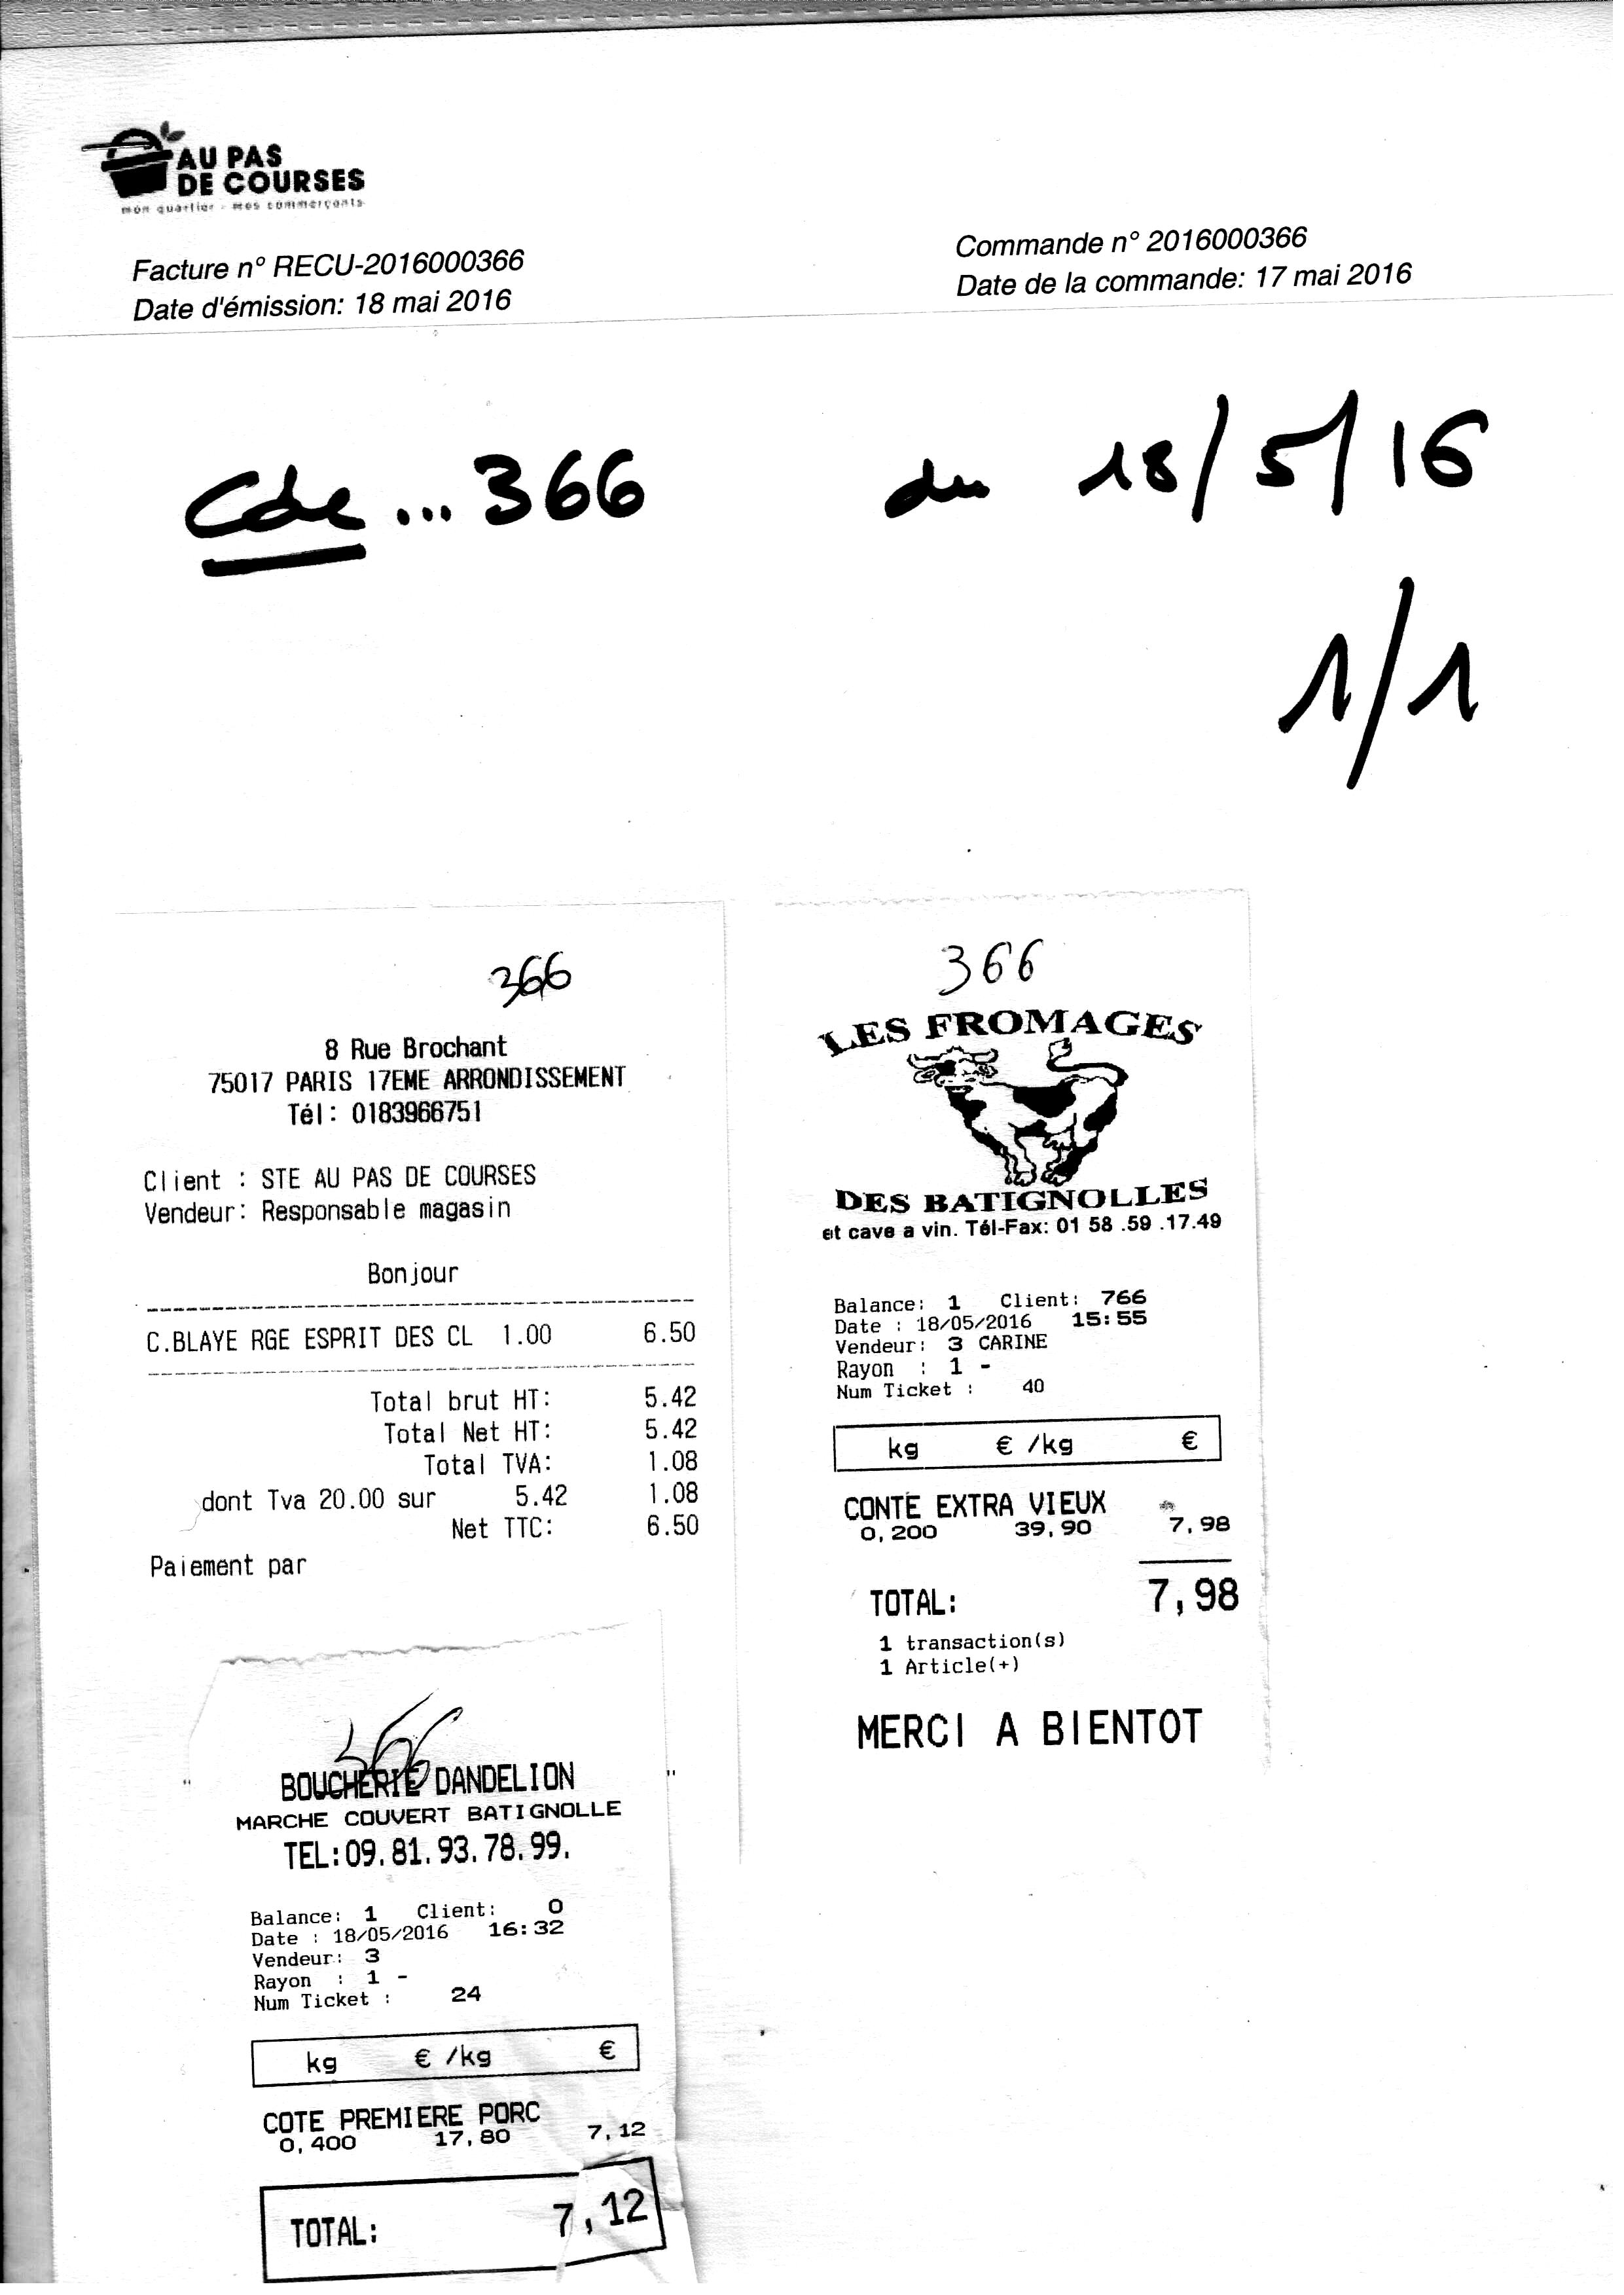 AU PAS
DE COURSES
mon quartier - mes commerçants
Facture n° RECU-2016000366
Date d'émission: 18 mai 2016
Commande n° 2016000366
Date de la commande: 17 mai 2016
Cde ... 366 du 18/5/16
1/1
366
8 Rue Brochant
75017 PARIS 17EME ARRONDISSEMENT
Tél: 0183966751
Client : STE AU PAS DE COURSES
Vendeur: Responsable magasin
Bonjour
C.BLAYE RGE ESPRIT DES CL 1.00 6.50
Total brut HT: 5.42
Total Net HT: 5.42
Total TVA: 1.08
dont Tva 20.00 sur 5.42 1.08
Net TTC: 6.50
Paiement par
366
LES FROMAGES
DES BATIGNOLLES
et cave a vin. Tél-Fax: 01 58 .59 .17.49
Balance: 1 Client: 766
Date : 18/05/2016 15:55
Vendeur: 3 CARINE
Rayon : 1 -
Num Ticket : 40
kg € /kg €
CONTE EXTRA VIEUX
0,200 39,90 7,98
TOTAL: 7,98
1 transaction(s)
1 Article(+)
MERCI A BIENTOT
366
BOUCHERIE DANDELION
MARCHE COUVERT BATIGNOLLE
TEL:09.81.93.78.99.
Balance: 1 Client: 0
Date : 18/05/2016 16:32
Vendeur: 3
Rayon : 1 -
Num Ticket : 24
kg € /kg €
COTE PREMIERE PORC
0,400 17,80 7,12
TOTAL: 7,12